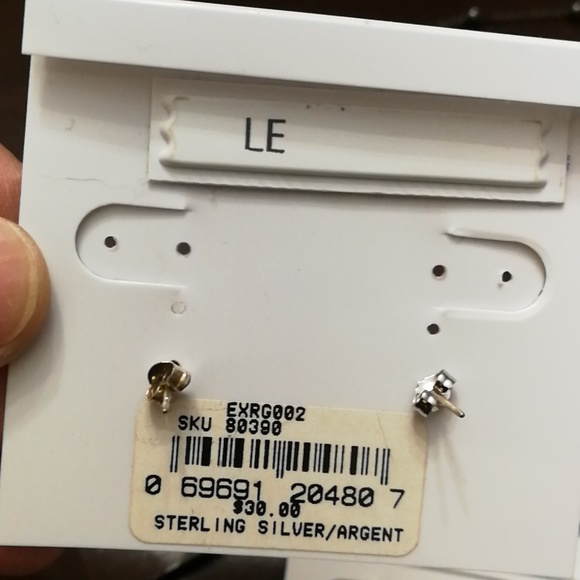 LE
EXRG002
SKU 80390
0 69691 20480 7
$30.00
STERLING SILVER/ARGENT